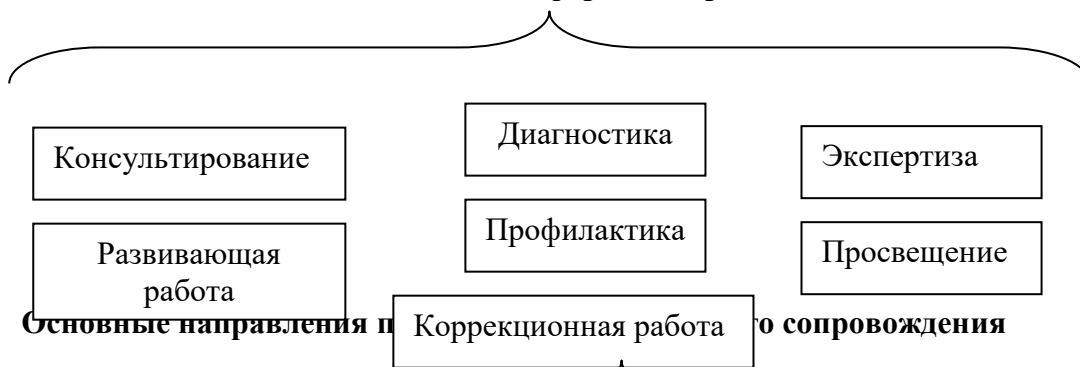 Консультирование
Диагностика
Экспертиза
Развивающая
работа
Профилактика
Просвещение
Коррекционная работа
Основные направления сопровождения